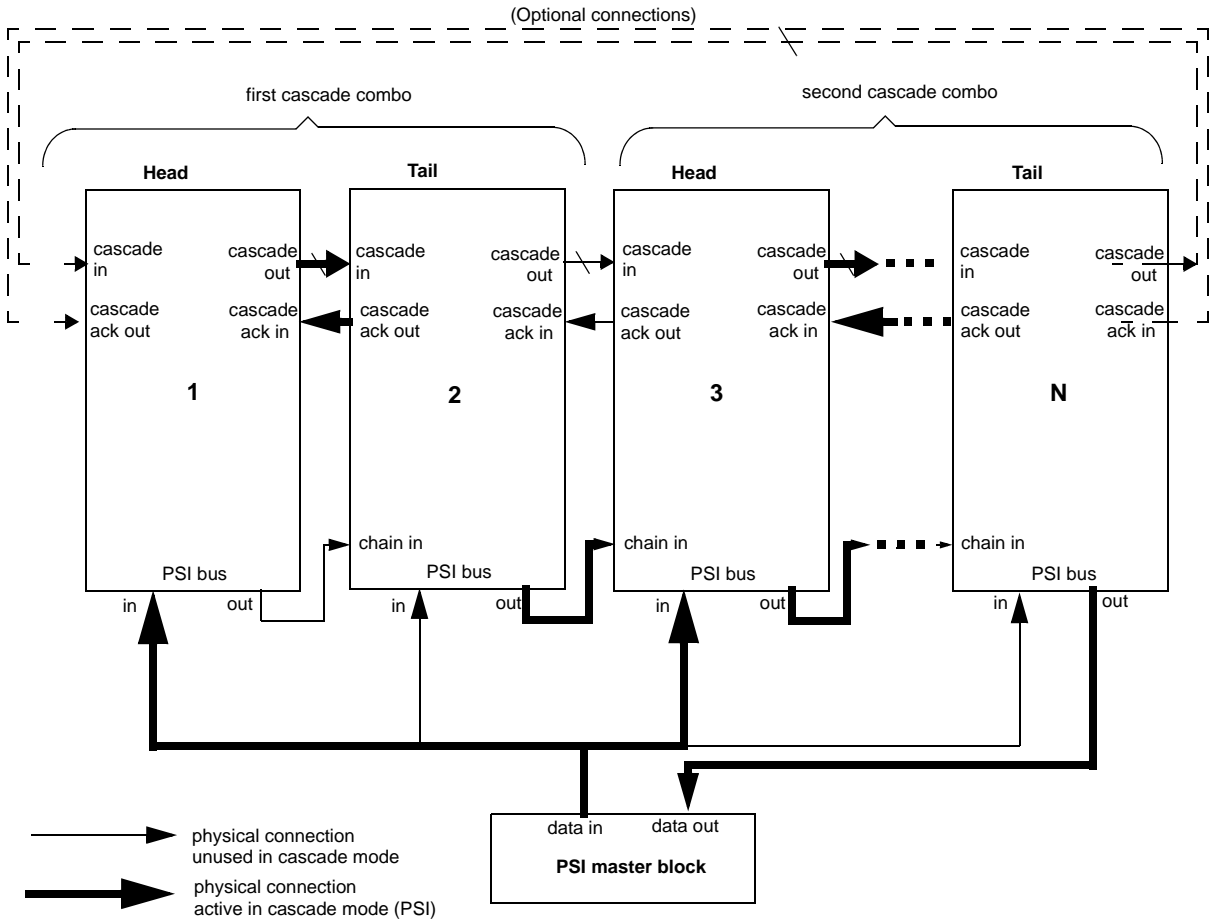 (Optional connections)
first cascade combo
second cascade combo
Head
Tail
Head
Tail
cascade
in
cascade
out
cascade
in
cascade
out
cascade
in
cascade
out
cascade
in
cascade
out
cascade
ack out
cascade
ack in
cascade
ack out
cascade
ack in
cascade
ack out
cascade
ack in
cascade
ack out
cascade
ack in
1
2
3
N
chain in
chain in
chain in
PSI bus
PSI bus
PSI bus
PSI bus
in
out
in
out
in
out
in
out
data in
data out
PSI master block
physical connection
unused in cascade mode
physical connection
active in cascade mode (PSI)